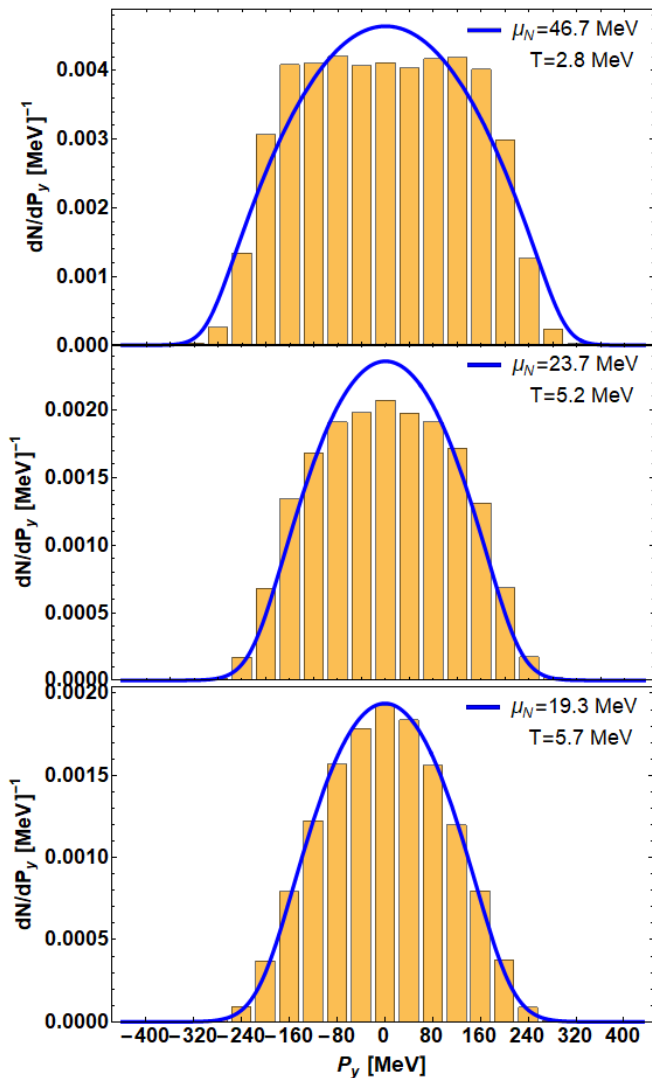 μN=46.7 MeV
T=2.8 MeV
0.004
0.003
0.002
0.001
0.000
dN/dPy [MeV]⁻¹
μN=23.7 MeV
T=5.2 MeV
0.0020
0.0015
0.0010
0.0005
0.0000
dN/dPy [MeV]⁻¹
μN=19.3 MeV
T=5.7 MeV
0.0020
0.0015
0.0010
0.0005
0.0000
dN/dPy [MeV]⁻¹
−400 −320 −240 −160 −80 0 80 160 240 320 400
Py [MeV]